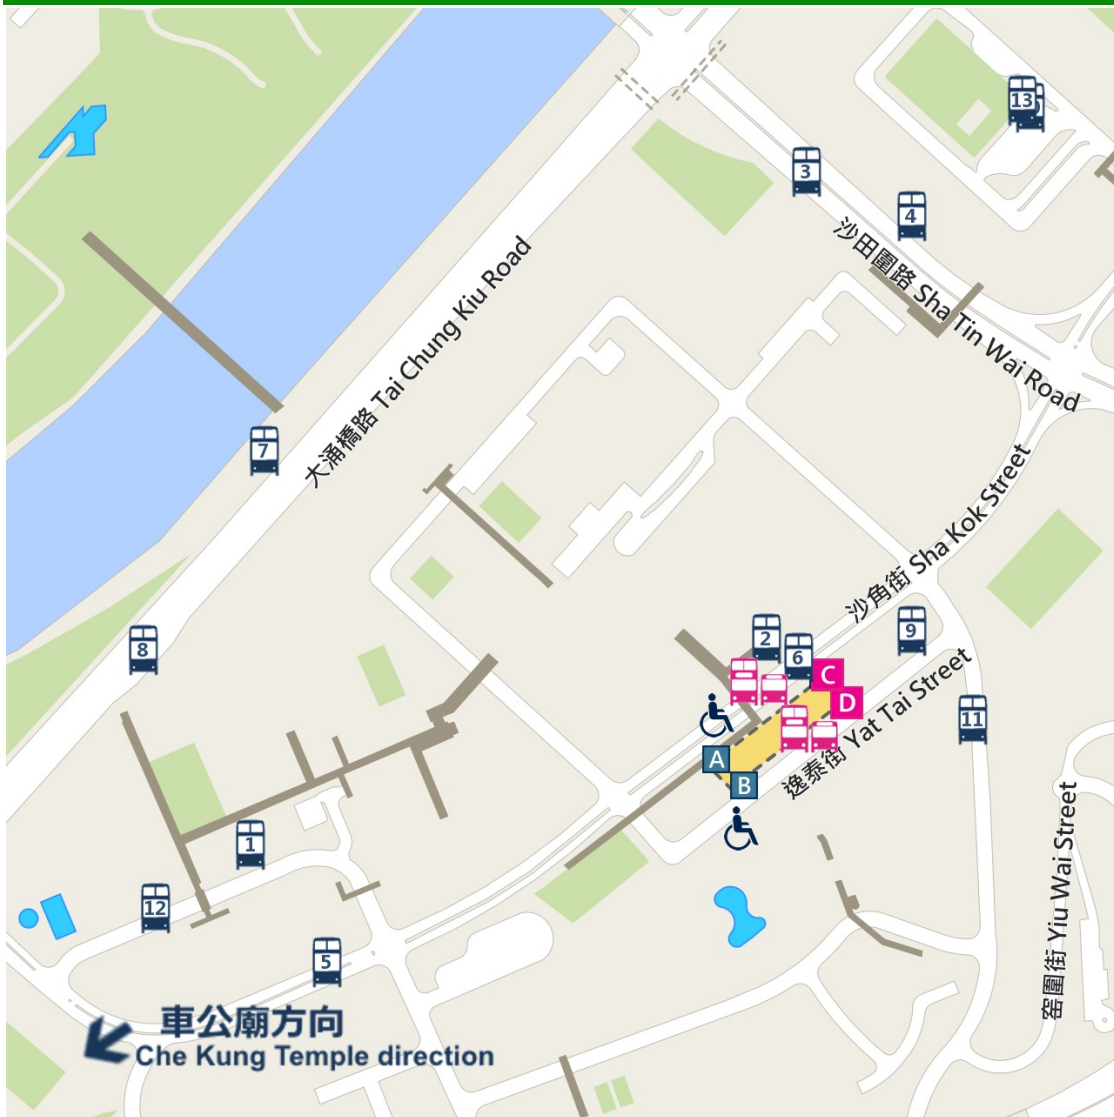 13
3
4
沙田圍路 Sha Tin Wai Road
大涌橋路 Tai Chung Kiu Road
7
沙角街 Sha Kok Street
8
2
9
6
C
D
11
A
B
逸泰街 Yat Tai Street
窰圍街 Yiu Wai Street
1
12
5
車公廟方向
Che Kung Temple direction